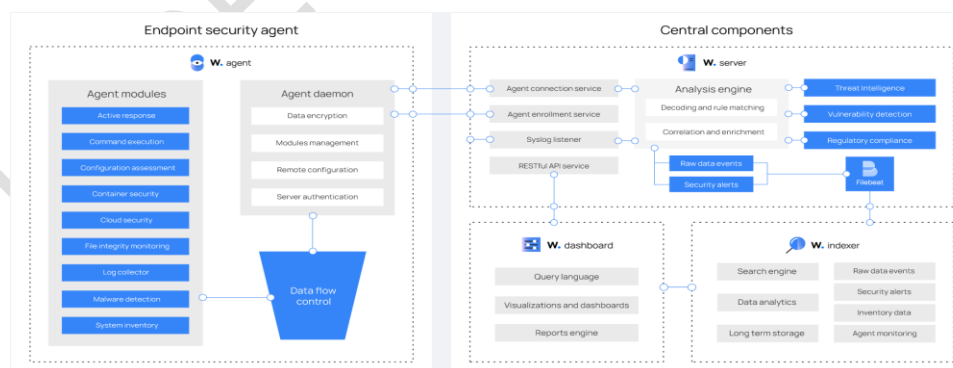 Endpoint security agent
W. agent
Agent modules
Active response
Command execution
Configuration assessment
Container security
Cloud security
File integrity monitoring
Log collector
Malware detection
System inventory
Agent daemon
Data encryption
Modules management
Remote configuration
Server authentication
Data flow
control
Central components
W. server
Agent connection service
Agent enrollment service
Syslog listener
RESTful API service
Analysis engine
Decoding and rule matching
Correlation and enrichment
Threat Intelligence
Vulnerability detection
Regulatory compliance
Raw data events
Security alerts
Filebeat
W. dashboard
Query language
Visualizations and dashboards
Reports engine
W. indexer
Search engine
Data analytics
Long term storage
Raw data events
Security alerts
Inventory data
Agent monitoring